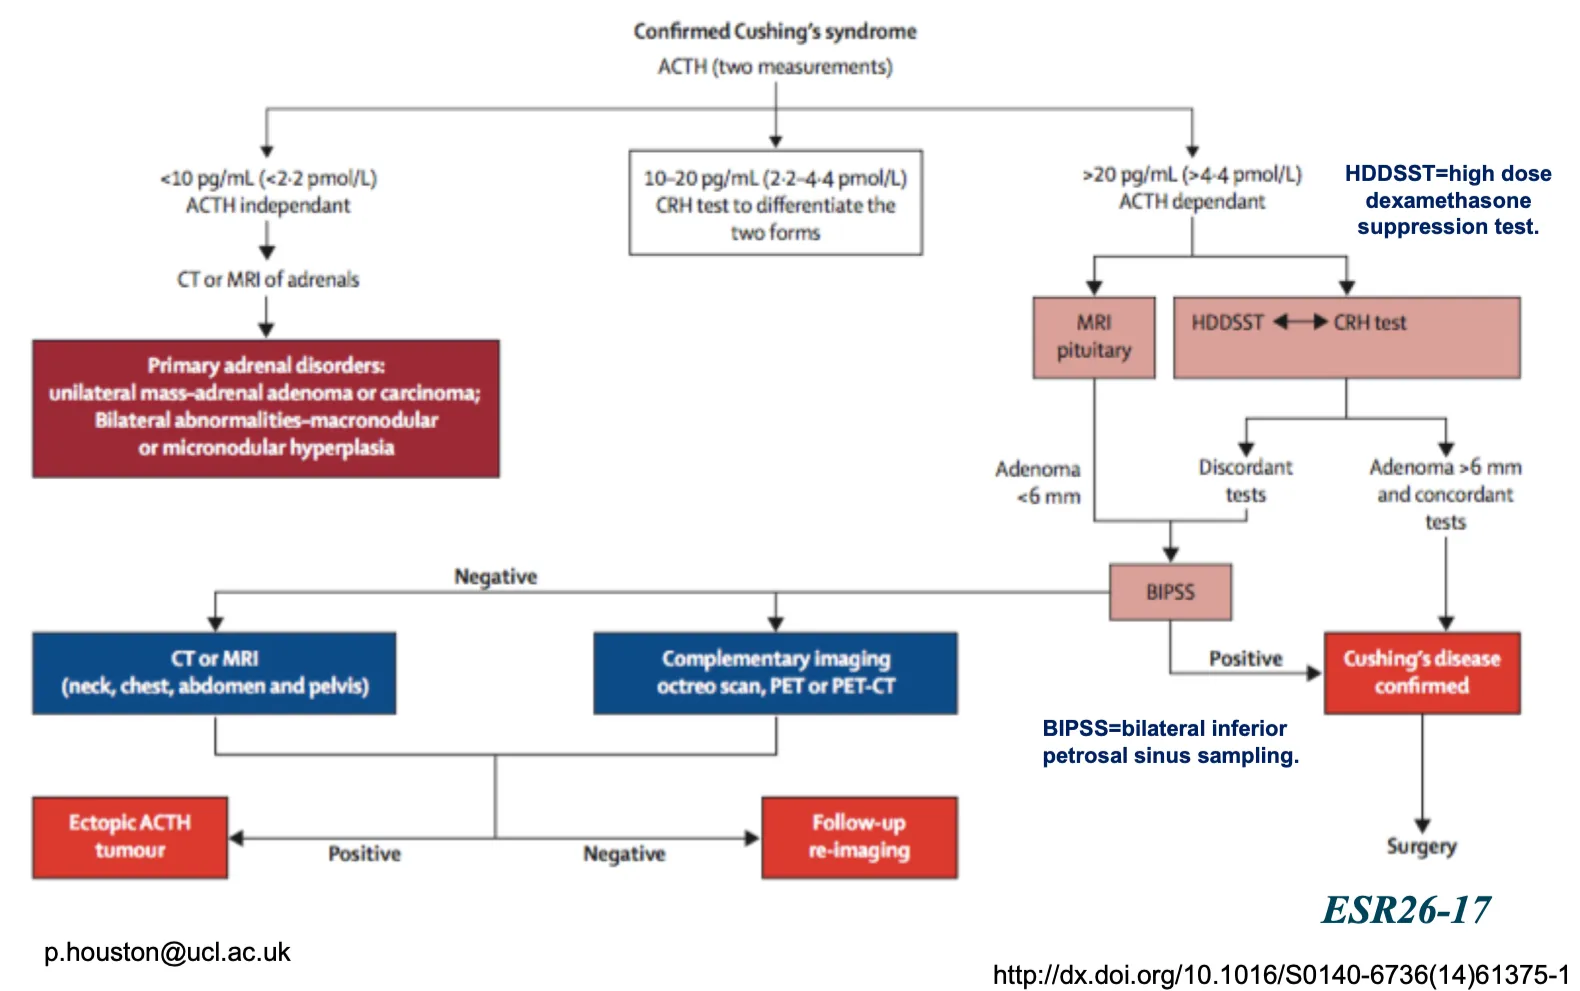 Confirmed Cushing's syndrome
ACTH (two measurements)
<10 pg/mL (<2·2 pmol/L)
ACTH independant
10–20 pg/mL (2·2–4·4 pmol/L)
CRH test to differentiate the
two forms
>20 pg/mL (>4·4 pmol/L)
ACTH dependant
HDDSST=high dose
dexamethasone
suppression test.
CT or MRI of adrenals
Primary adrenal disorders:
unilateral mass–adrenal adenoma or carcinoma;
Bilateral abnormalities–macronodular
or micronodular hyperplasia
MRI
pituitary
HDDSST
CRH test
Adenoma
<6 mm
Discordant
tests
Adenoma >6 mm
and concordant
tests
BIPSS
Negative
Positive
CT or MRI
(neck, chest, abdomen and pelvis)
Complementary imaging
octreo scan, PET or PET-CT
Cushing's disease
confirmed
BIPSS=bilateral inferior
petrosal sinus sampling.
Ectopic ACTH
tumour
Positive
Negative
Follow-up
re-imaging
Surgery
ESR26-17
p.houston@ucl.ac.uk
http://dx.doi.org/10.1016/S0140-6736(14)61375-1